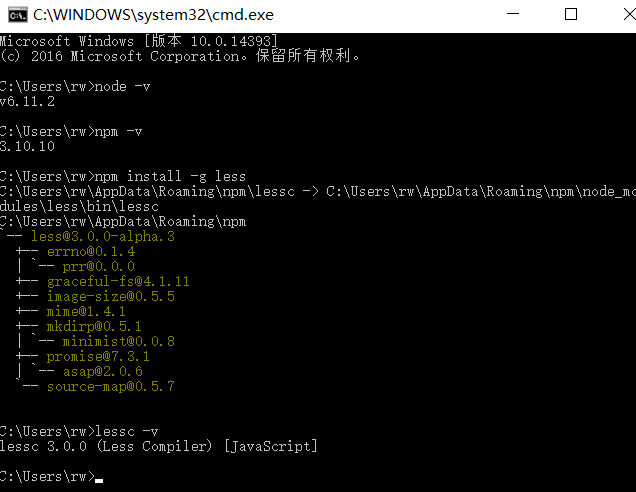 C:\WINDOWS\system32\cmd.exe
Microsoft Windows [版本 10.0.14393]
(c) 2016 Microsoft Corporation。保留所有权利。
C:\Users\rw>node -v
v6.11.2
C:\Users\rw>npm -v
3.10.10
C:\Users\rw>npm install -g less
C:\Users\rw\AppData\Roaming\npm\lessc -> C:\Users\rw\AppData\Roaming\npm\node_mo
dules\less\bin\lessc
C:\Users\rw\AppData\Roaming\npm
`-- less@3.0.0-alpha.3
  +-- errno@0.1.4
  | `-- prr@0.0.0
  +-- graceful-fs@4.1.11
  +-- image-size@0.5.5
  +-- mime@1.4.1
  +-- mkdirp@0.5.1
  | `-- minimist@0.0.8
  +-- promise@7.3.1
  | `-- asap@2.0.6
  `-- source-map@0.5.7
C:\Users\rw>lessc -v
lessc 3.0.0 (Less Compiler) [JavaScript]
C:\Users\rw>